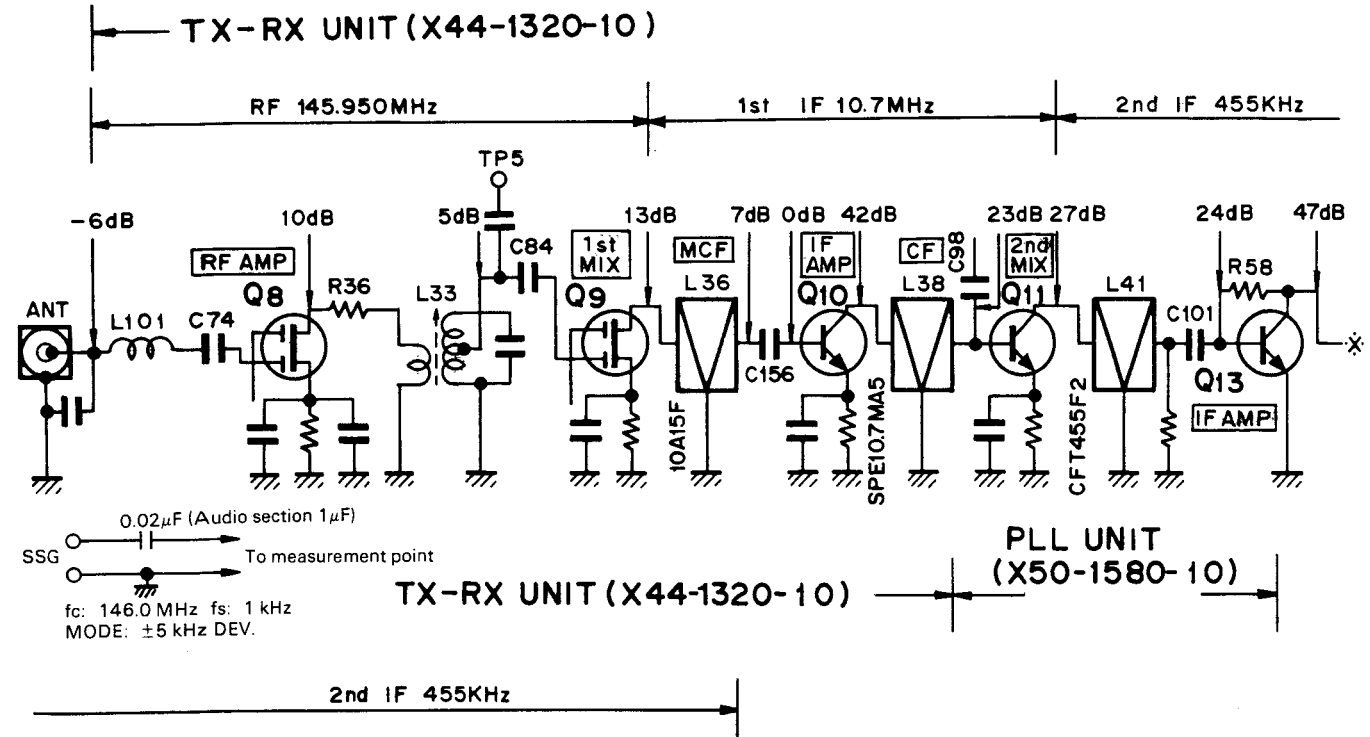 TX-RX UNIT (X44-1320-10)
RF 145.950MHz
1st IF 10.7MHz
2nd IF 455KHz
TP5
-6dB
10dB
5dB
13dB
7dB
0dB
42dB
23dB
27dB
24dB
47dB
RF AMP
C84
1st
MIX
MCF
IF
AMP
CF
C98
2nd
MIX
R58
ANT
Q8
R36
L33
Q9
L36
Q10
L38
Q11
L41
L101
C74
C101
C156
Q13
IF AMP
10A15F
SPE10.7MA5
CFT455F2
0.02μF (Audio section 1μF)
SSG
To measurement point
fc: 146.0 MHz fs: 1 kHz
MODE: ±5 kHz DEV.
TX-RX UNIT (X44-1320-10)
PLL UNIT
(X50-1580-10)
2nd IF 455KHz